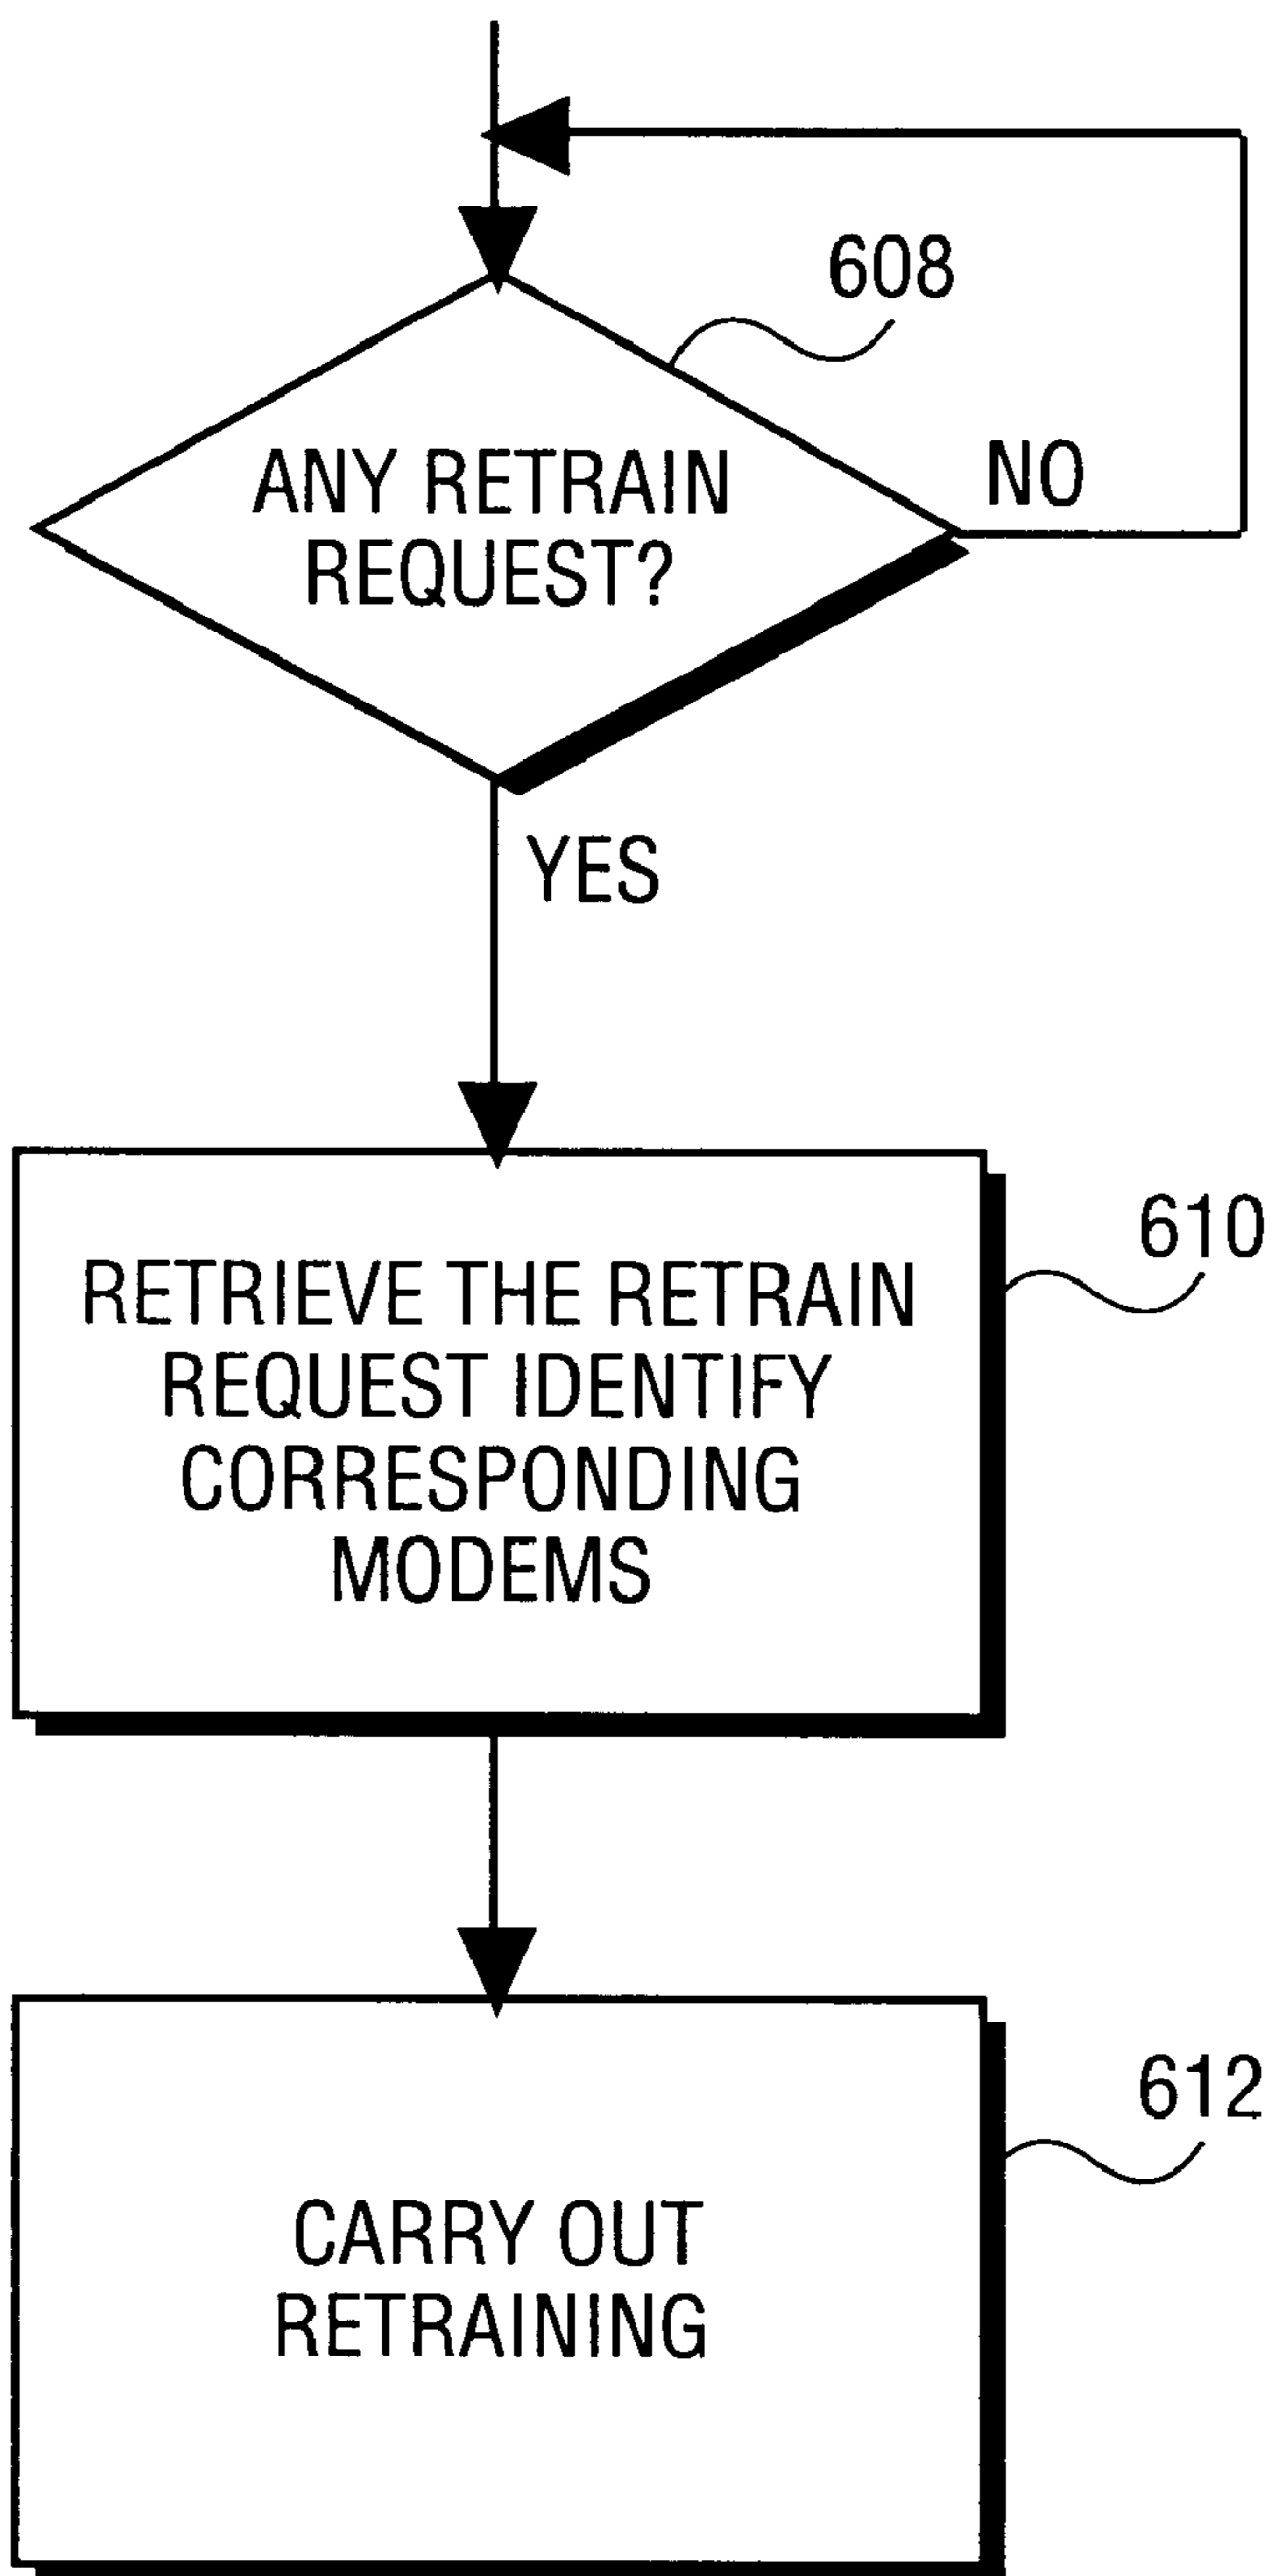 608
ANY RETRAIN
REQUEST?
NO
YES
610
RETRIEVE THE RETRAIN
REQUEST IDENTIFY
CORRESPONDING
MODEMS
612
CARRY OUT
RETRAINING